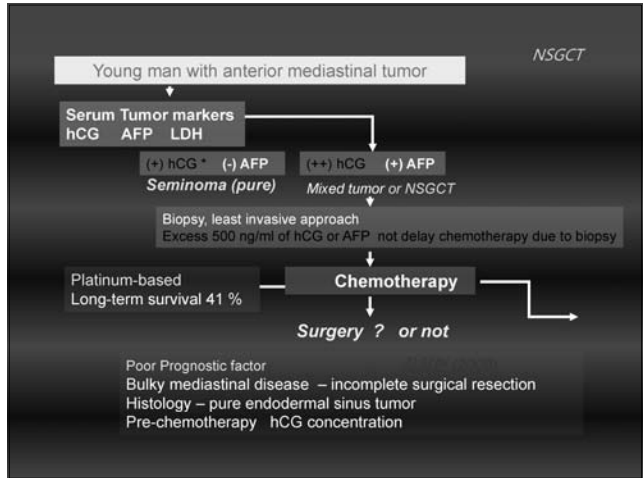 NSGCT
Young man with anterior mediastinal tumor
Serum Tumor markers
hCG AFP LDH
(+) hCG * (-) AFP
Seminoma (pure)
(++) hCG (+) AFP
Mixed tumor or NSGCT
Biopsy, least invasive approach
Excess 500 ng/ml of hCG or AFP not delay chemotherapy due to biopsy
Platinum-based
Long-term survival 41 %
Chemotherapy
Surgery ? or not
Poor Prognostic factor
Bulky mediastinal disease – incomplete surgical resection
Histology – pure endodermal sinus tumor
Pre-chemotherapy hCG concentration